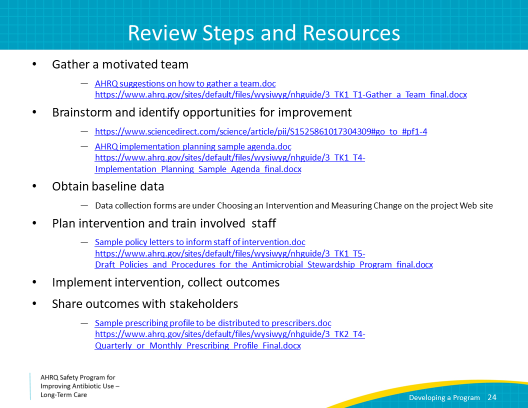 Review Steps and Resources
• Gather a motivated team
— AHRQ suggestions on how to gather a team.doc
https://www.ahrq.gov/sites/default/files/wysiwyg/nhguide/3_TK1_T1-Gather_a_Team_final.docx
• Brainstorm and identify opportunities for improvement
— https://www.sciencedirect.com/science/article/pii/S1525861017304309#go_to_#pf1-4
— AHRQ implementation planning sample agenda.doc
https://www.ahrq.gov/sites/default/files/wysiwyg/nhguide/3_TK1_T4-
Implementation_Planning_Sample_Agenda_final.docx
• Obtain baseline data
— Data collection forms are under Choosing an Intervention and Measuring Change on the project Web site
• Plan intervention and train involved staff
— Sample policy letters to inform staff of intervention.doc
https://www.ahrq.gov/sites/default/files/wysiwyg/nhguide/3_TK1_T5-
Draft_Policies_and_Procedures_for_the_Antimicrobial_Stewardship_Program_final.docx
• Implement intervention, collect outcomes
• Share outcomes with stakeholders
— Sample prescribing profile to be distributed to prescribers.doc
https://www.ahrq.gov/sites/default/files/wysiwyg/nhguide/3_TK2_T4-
Quarterly_or_Monthly_Prescribing_Profile_Final.docx
AHRQ Safety Program for
Improving Antibiotic Use –
Long-Term Care
Developing a Program 24